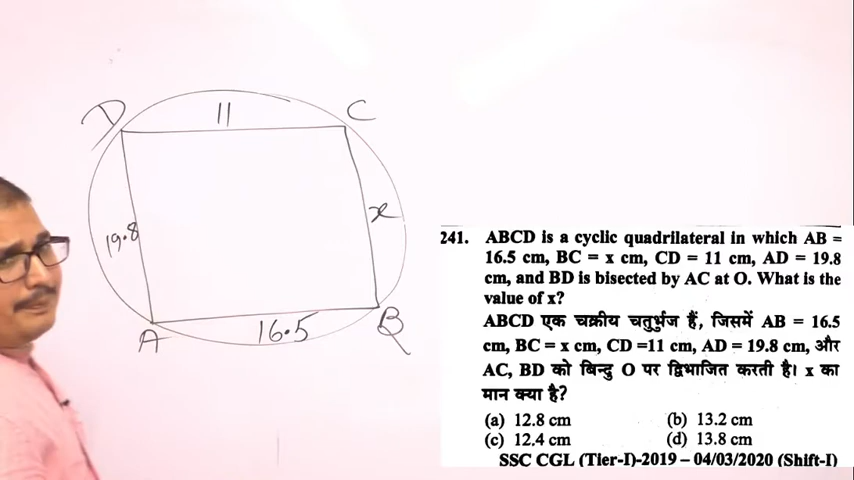 D
11
C
19.8
x
A
16.5
B
241. ABCD is a cyclic quadrilateral in which AB =
16.5 cm, BC = x cm, CD = 11 cm, AD = 19.8
cm, and BD is bisected by AC at O. What is the
value of x?
ABCD एक चक्रीय चतुर्भुज हैं, जिसमें AB = 16.5
cm, BC = x cm, CD =11 cm, AD = 19.8 cm, और
AC, BD को बिन्दु O पर द्विभाजित करती है। x का
मान क्या है?
(a) 12.8 cm (b) 13.2 cm
(c) 12.4 cm (d) 13.8 cm
SSC CGL (Tier-I)-2019 – 04/03/2020 (Shift-I)